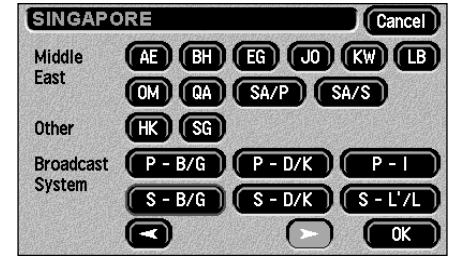 SINGAPORE Cancel
Middle East AE BH EG JO KW LB
OM QA SA/P SA/S
Other HK SG
Broadcast System P - B/G P - D/K P - I
S - B/G S - D/K S - L'/L
OK